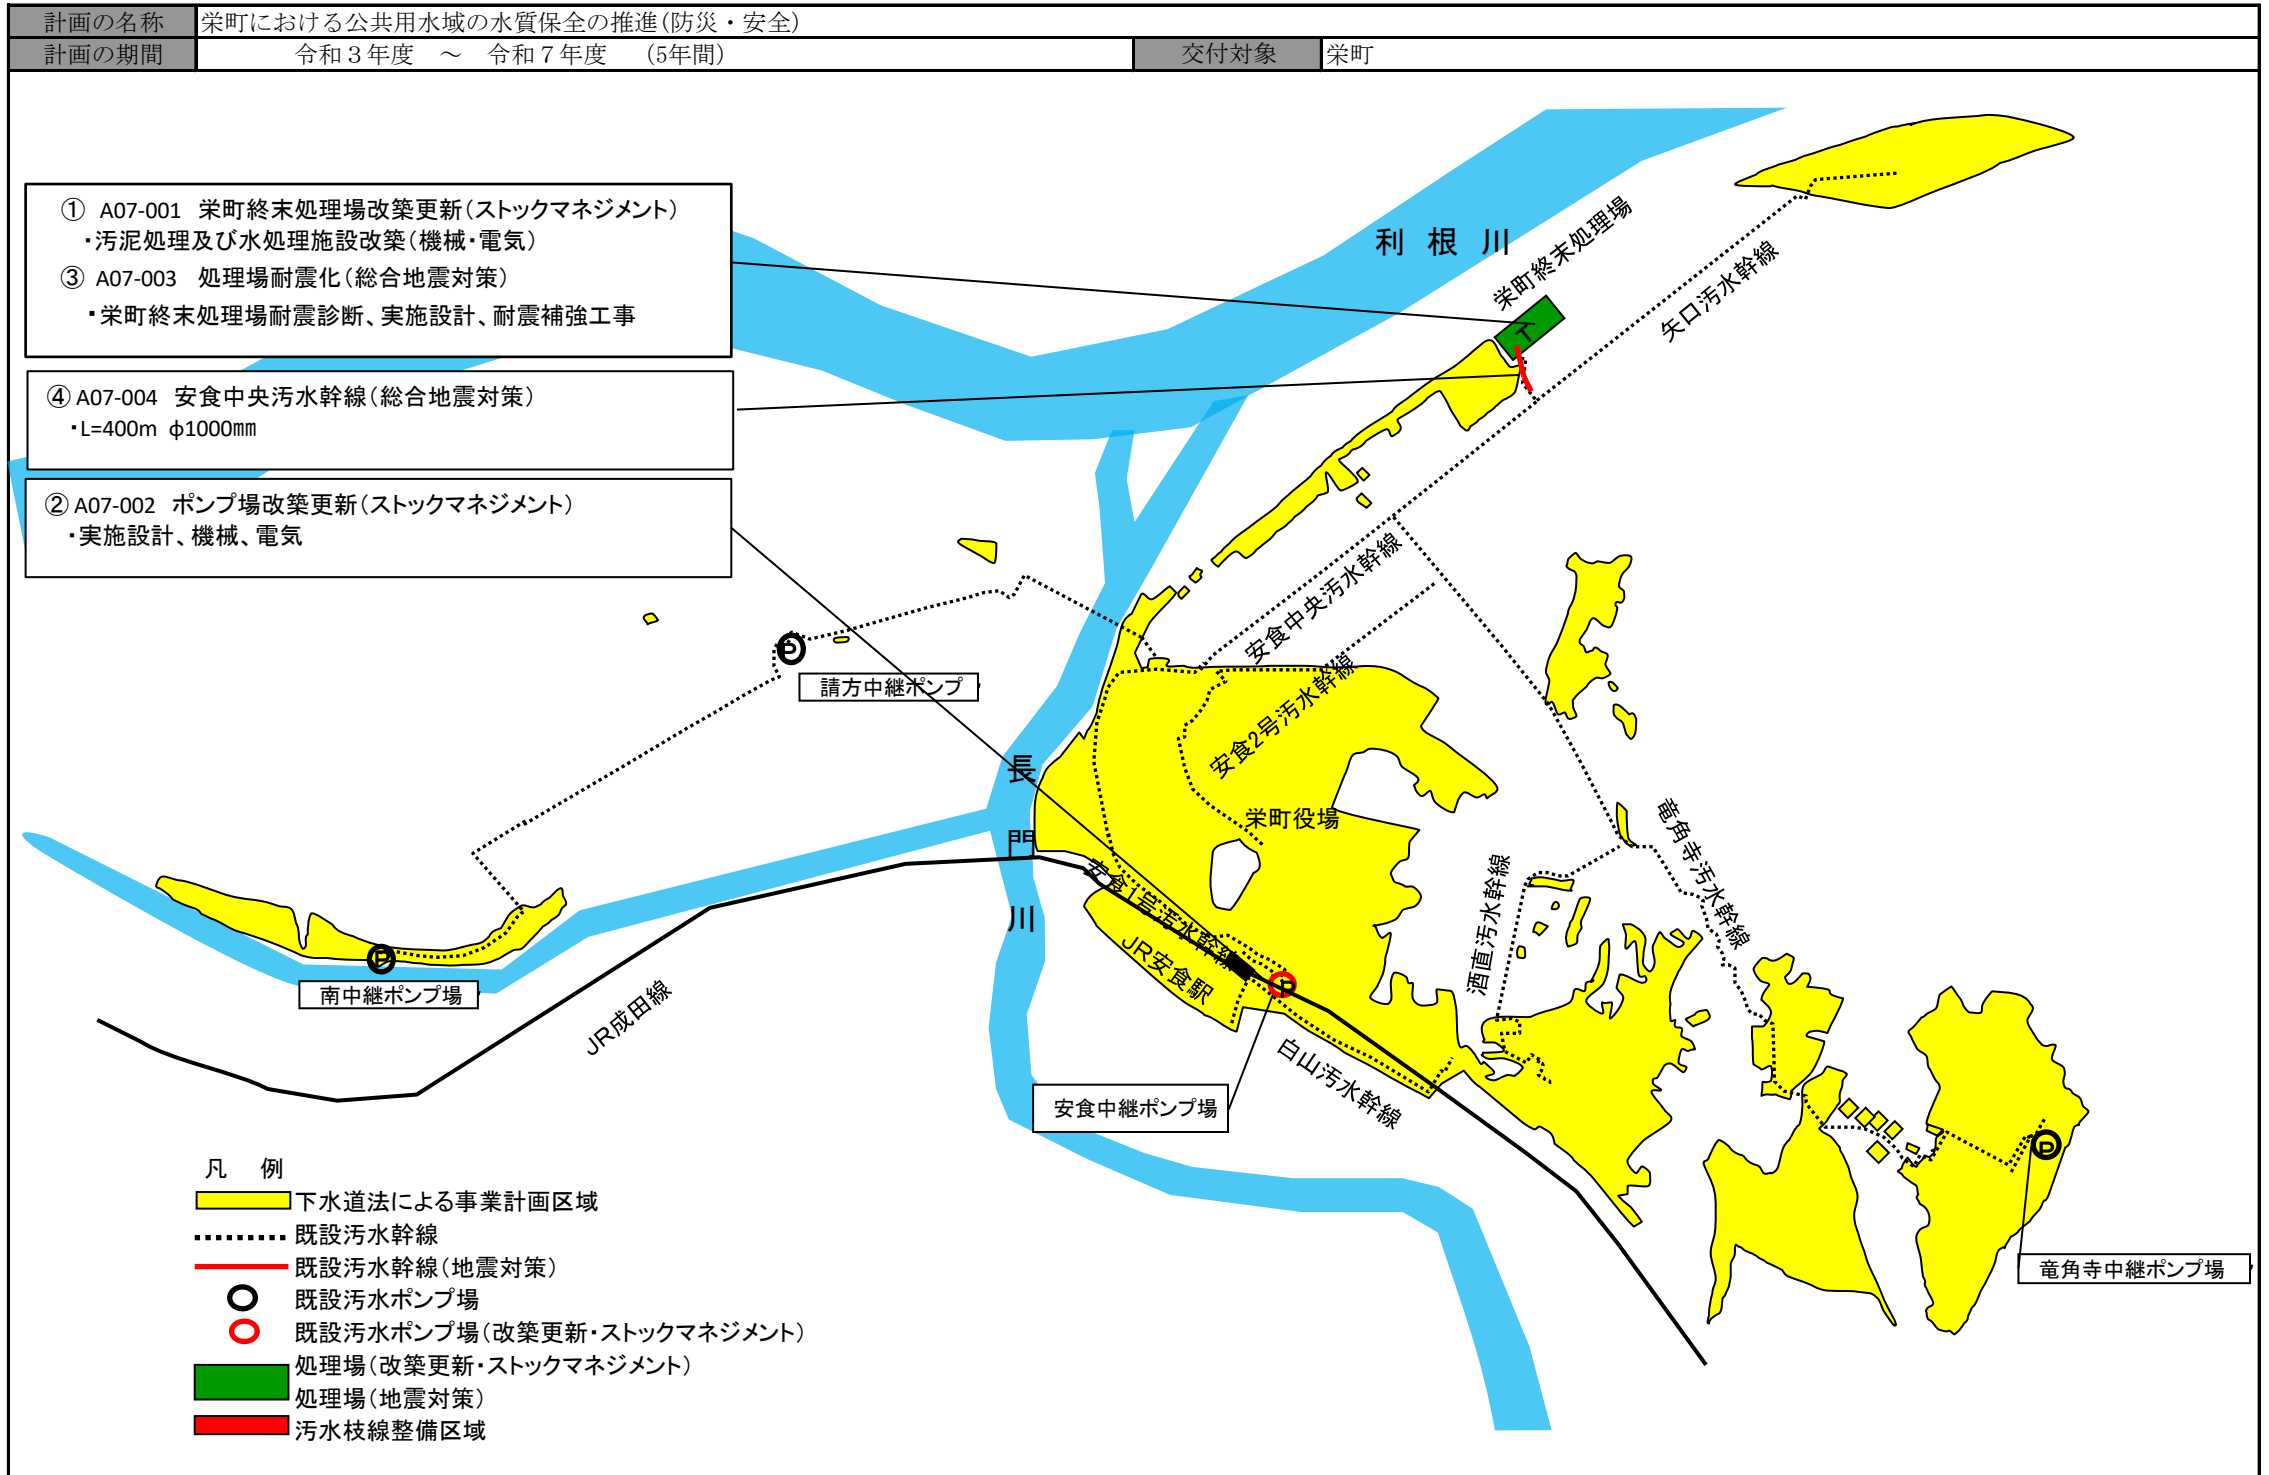 計画の名称 栄町における公共用水域の水質保全の推進(防災・安全)
計画の期間 令和３年度 ～ 令和７年度 (5年間) 交付対象 栄町
① A07-001 栄町終末処理場改築更新(ストックマネジメント)
・汚泥処理及び水処理施設改築(機械・電気)
③ A07-003 処理場耐震化(総合地震対策)
・栄町終末処理場耐震診断、実施設計、耐震補強工事
④ A07-004 安食中央汚水幹線(総合地震対策)
・L=400m φ1000㎜
② A07-002 ポンプ場改築更新(ストックマネジメント)
・実施設計、機械、電気
利根川
栄町終末処理場
T
矢口汚水幹線
安食中央汚水幹線
安食2号汚水幹線
P
請方中継ポンプ
長門川
栄町役場
竜角寺汚水幹線
酒直汚水幹線
安食1号汚水幹線
JR安食駅
P
P
南中継ポンプ場
JR成田線
白山汚水幹線
安食中継ポンプ場
P
竜角寺中継ポンプ場
凡 例
下水道法による事業計画区域
既設汚水幹線
既設汚水幹線(地震対策)
既設汚水ポンプ場
既設汚水ポンプ場(改築更新・ストックマネジメント)
処理場(改築更新・ストックマネジメント)
処理場(地震対策)
汚水枝線整備区域